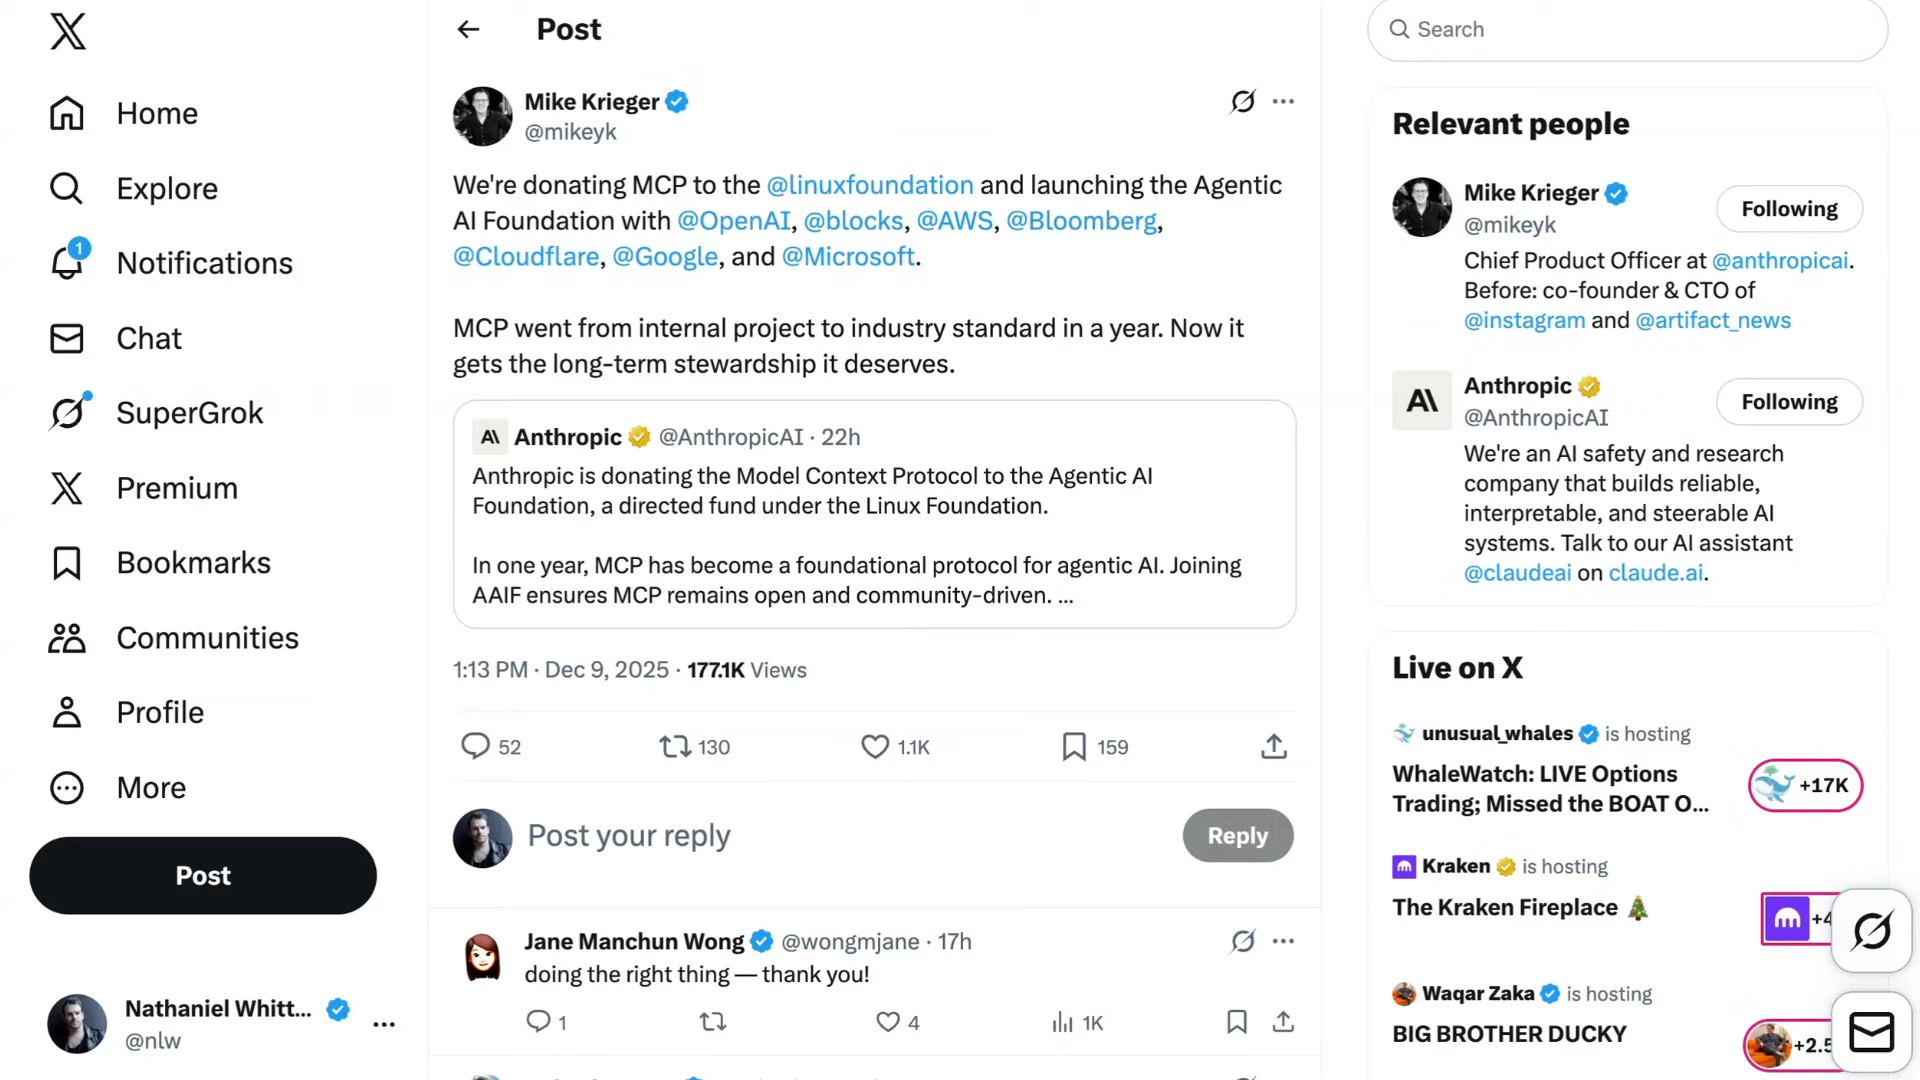 Home
Explore
1
Notifications
Chat
SuperGrok
Premium
Bookmarks
Communities
Profile
More
Post
Nathaniel Whitt...
@nlw
Post
Mike Krieger
@mikeyk
We're donating MCP to the @linuxfoundation and launching the Agentic
AI Foundation with @OpenAI, @blocks, @AWS, @Bloomberg,
@Cloudflare, @Google, and @Microsoft.
MCP went from internal project to industry standard in a year. Now it
gets the long-term stewardship it deserves.
Anthropic @AnthropicAI · 22h
Anthropic is donating the Model Context Protocol to the Agentic AI
Foundation, a directed fund under the Linux Foundation.
In one year, MCP has become a foundational protocol for agentic AI. Joining
AAIF ensures MCP remains open and community-driven. ...
1:13 PM · Dec 9, 2025 · 177.1K Views
52 130 1.1K 159
Post your reply
Reply
Jane Manchun Wong @wongmjane · 17h
doing the right thing — thank you!
1 4 1K
Search
Relevant people
Mike Krieger
@mikeyk
Following
Chief Product Officer at @anthropicai.
Before: co-founder & CTO of
@instagram and @artifact_news
Anthropic
@AnthropicAI
Following
We're an AI safety and research
company that builds reliable,
interpretable, and steerable AI
systems. Talk to our AI assistant
@claudeai on claude.ai.
Live on X
unusual_whales is hosting
WhaleWatch: LIVE Options
Trading; Missed the BOAT O...
+17K
Kraken is hosting
The Kraken Fireplace
+4
Waqar Zaka is hosting
BIG BROTHER DUCKY
+2.5